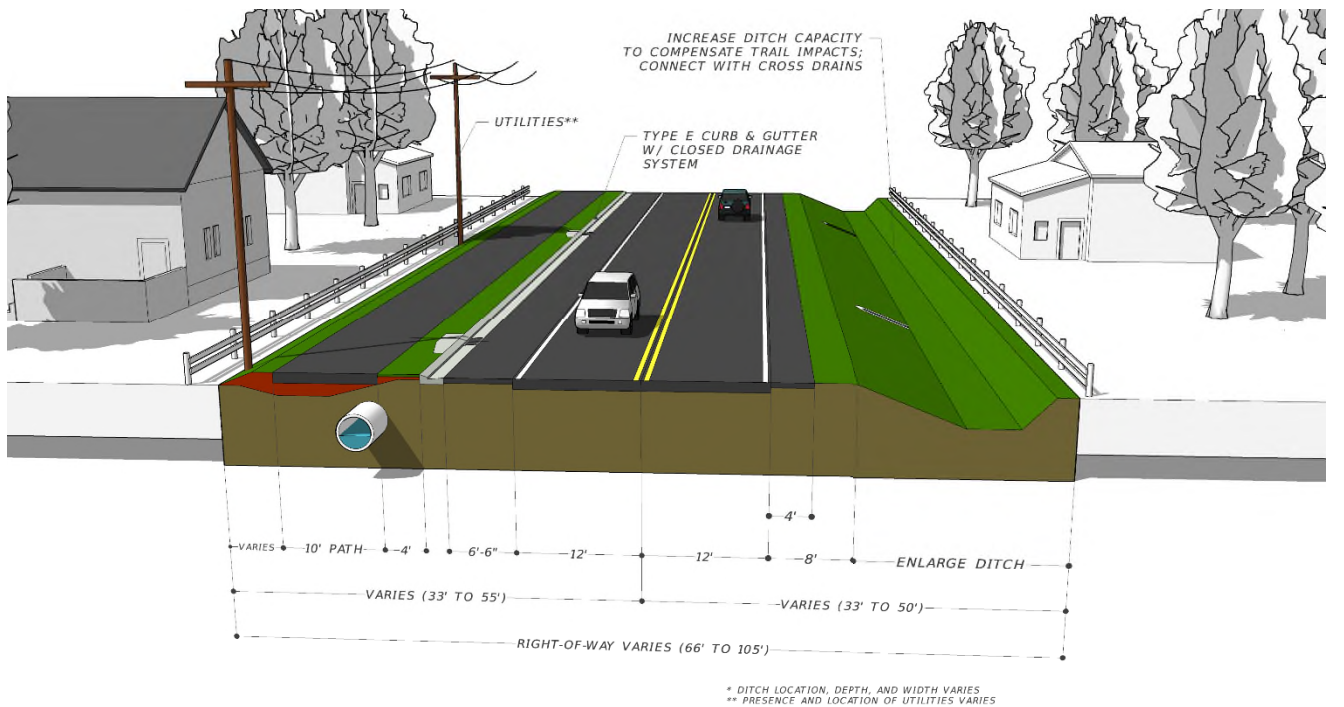 INCREASE DITCH CAPACITY
TO COMPENSATE TRAIL IMPACTS;
CONNECT WITH CROSS DRAINS
UTILITIES**
TYPE E CURB & GUTTER
W/ CLOSED DRAINAGE
SYSTEM
4'
VARIES
10' PATH
4'
6'-6"
12'
12'
8'
ENLARGE DITCH
VARIES (33' TO 55')
VARIES (33' TO 50')
RIGHT-OF-WAY VARIES (66' TO 105')
* DITCH LOCATION, DEPTH, AND WIDTH VARIES
** PRESENCE AND LOCATION OF UTILITIES VARIES